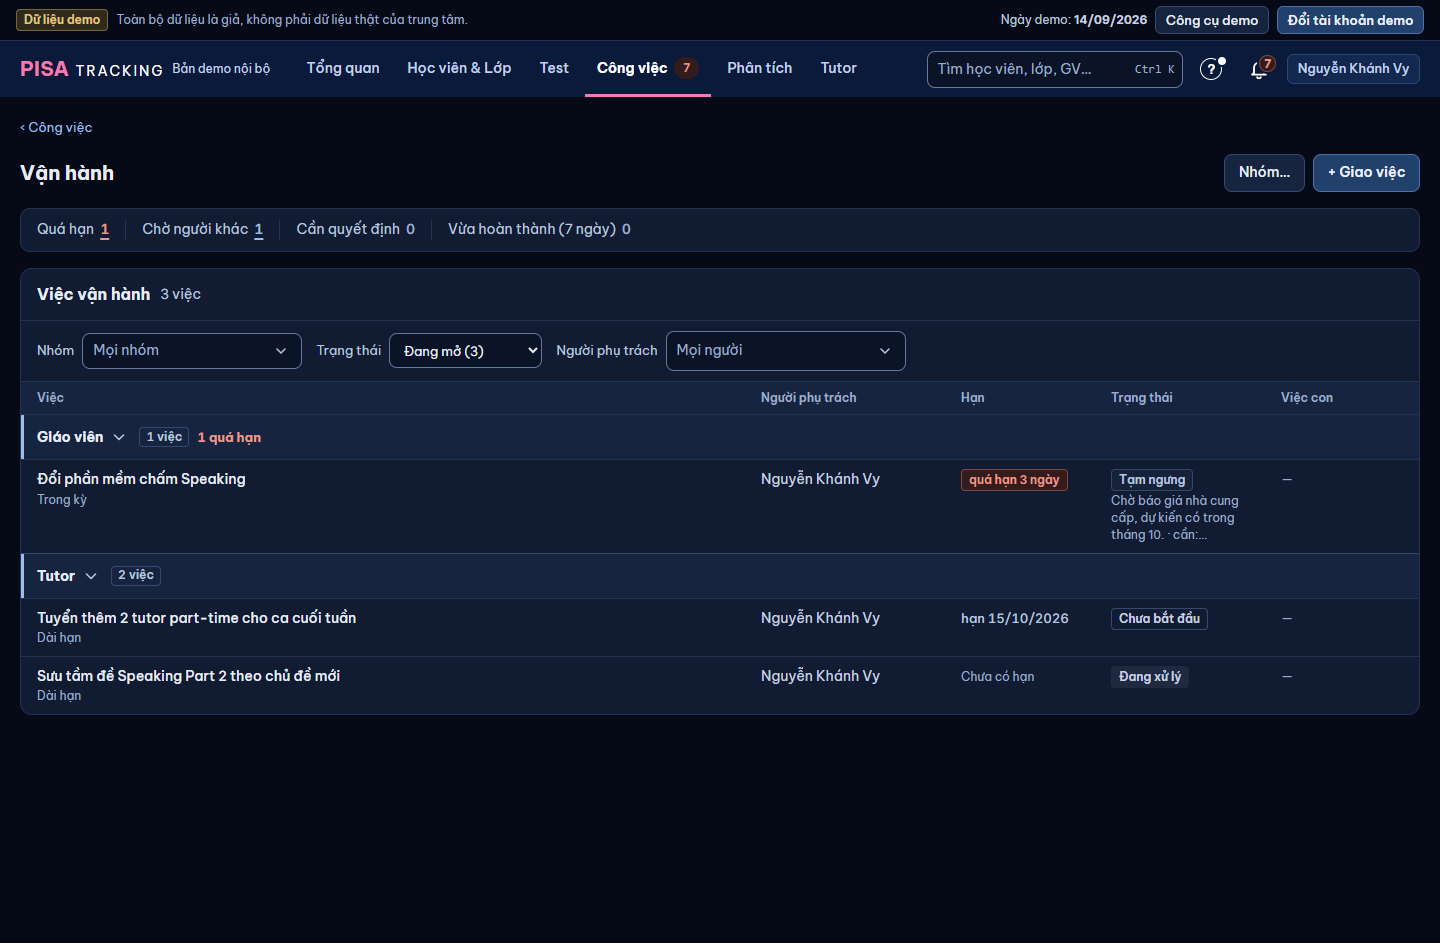 Dữ liệu demo Toàn bộ dữ liệu là giả, không phải dữ liệu thật của trung tâm. Ngày demo: 14/09/2026 Công cụ demo Đổi tài khoản demo
PISA TRACKING Bản demo nội bộ Tổng quan Học viên & Lớp Test Công việc 7 Phân tích Tutor Tìm học viên, lớp, GV... Ctrl K ? 7 Nguyễn Khánh Vy
‹ Công việc
Vận hành Nhóm... + Giao việc
Quá hạn 1 Chờ người khác 1 Cần quyết định 0 Vừa hoàn thành (7 ngày) 0
Việc vận hành 3 việc
Nhóm Mọi nhóm Trạng thái Đang mở (3) Người phụ trách Mọi người
Việc Người phụ trách Hạn Trạng thái Việc con
Giáo viên 1 việc 1 quá hạn
Đổi phần mềm chấm Speaking Nguyễn Khánh Vy quá hạn 3 ngày Tạm ngưng —
Trong kỳ Chờ báo giá nhà cung
cấp, dự kiến có trong
tháng 10. · cần:...
Tutor 2 việc
Tuyển thêm 2 tutor part-time cho ca cuối tuần Nguyễn Khánh Vy hạn 15/10/2026 Chưa bắt đầu —
Dài hạn
Sưu tầm đề Speaking Part 2 theo chủ đề mới Nguyễn Khánh Vy Chưa có hạn Đang xử lý —
Dài hạn